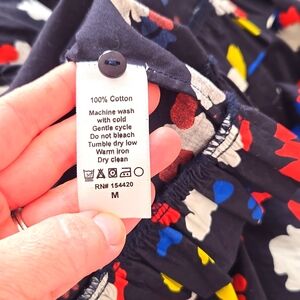 100% Cotton
Machine wash
with cold
Gentle cycle
Do not bleach
Tumble dry low
Warm iron
Dry clean
RN# 154420
M